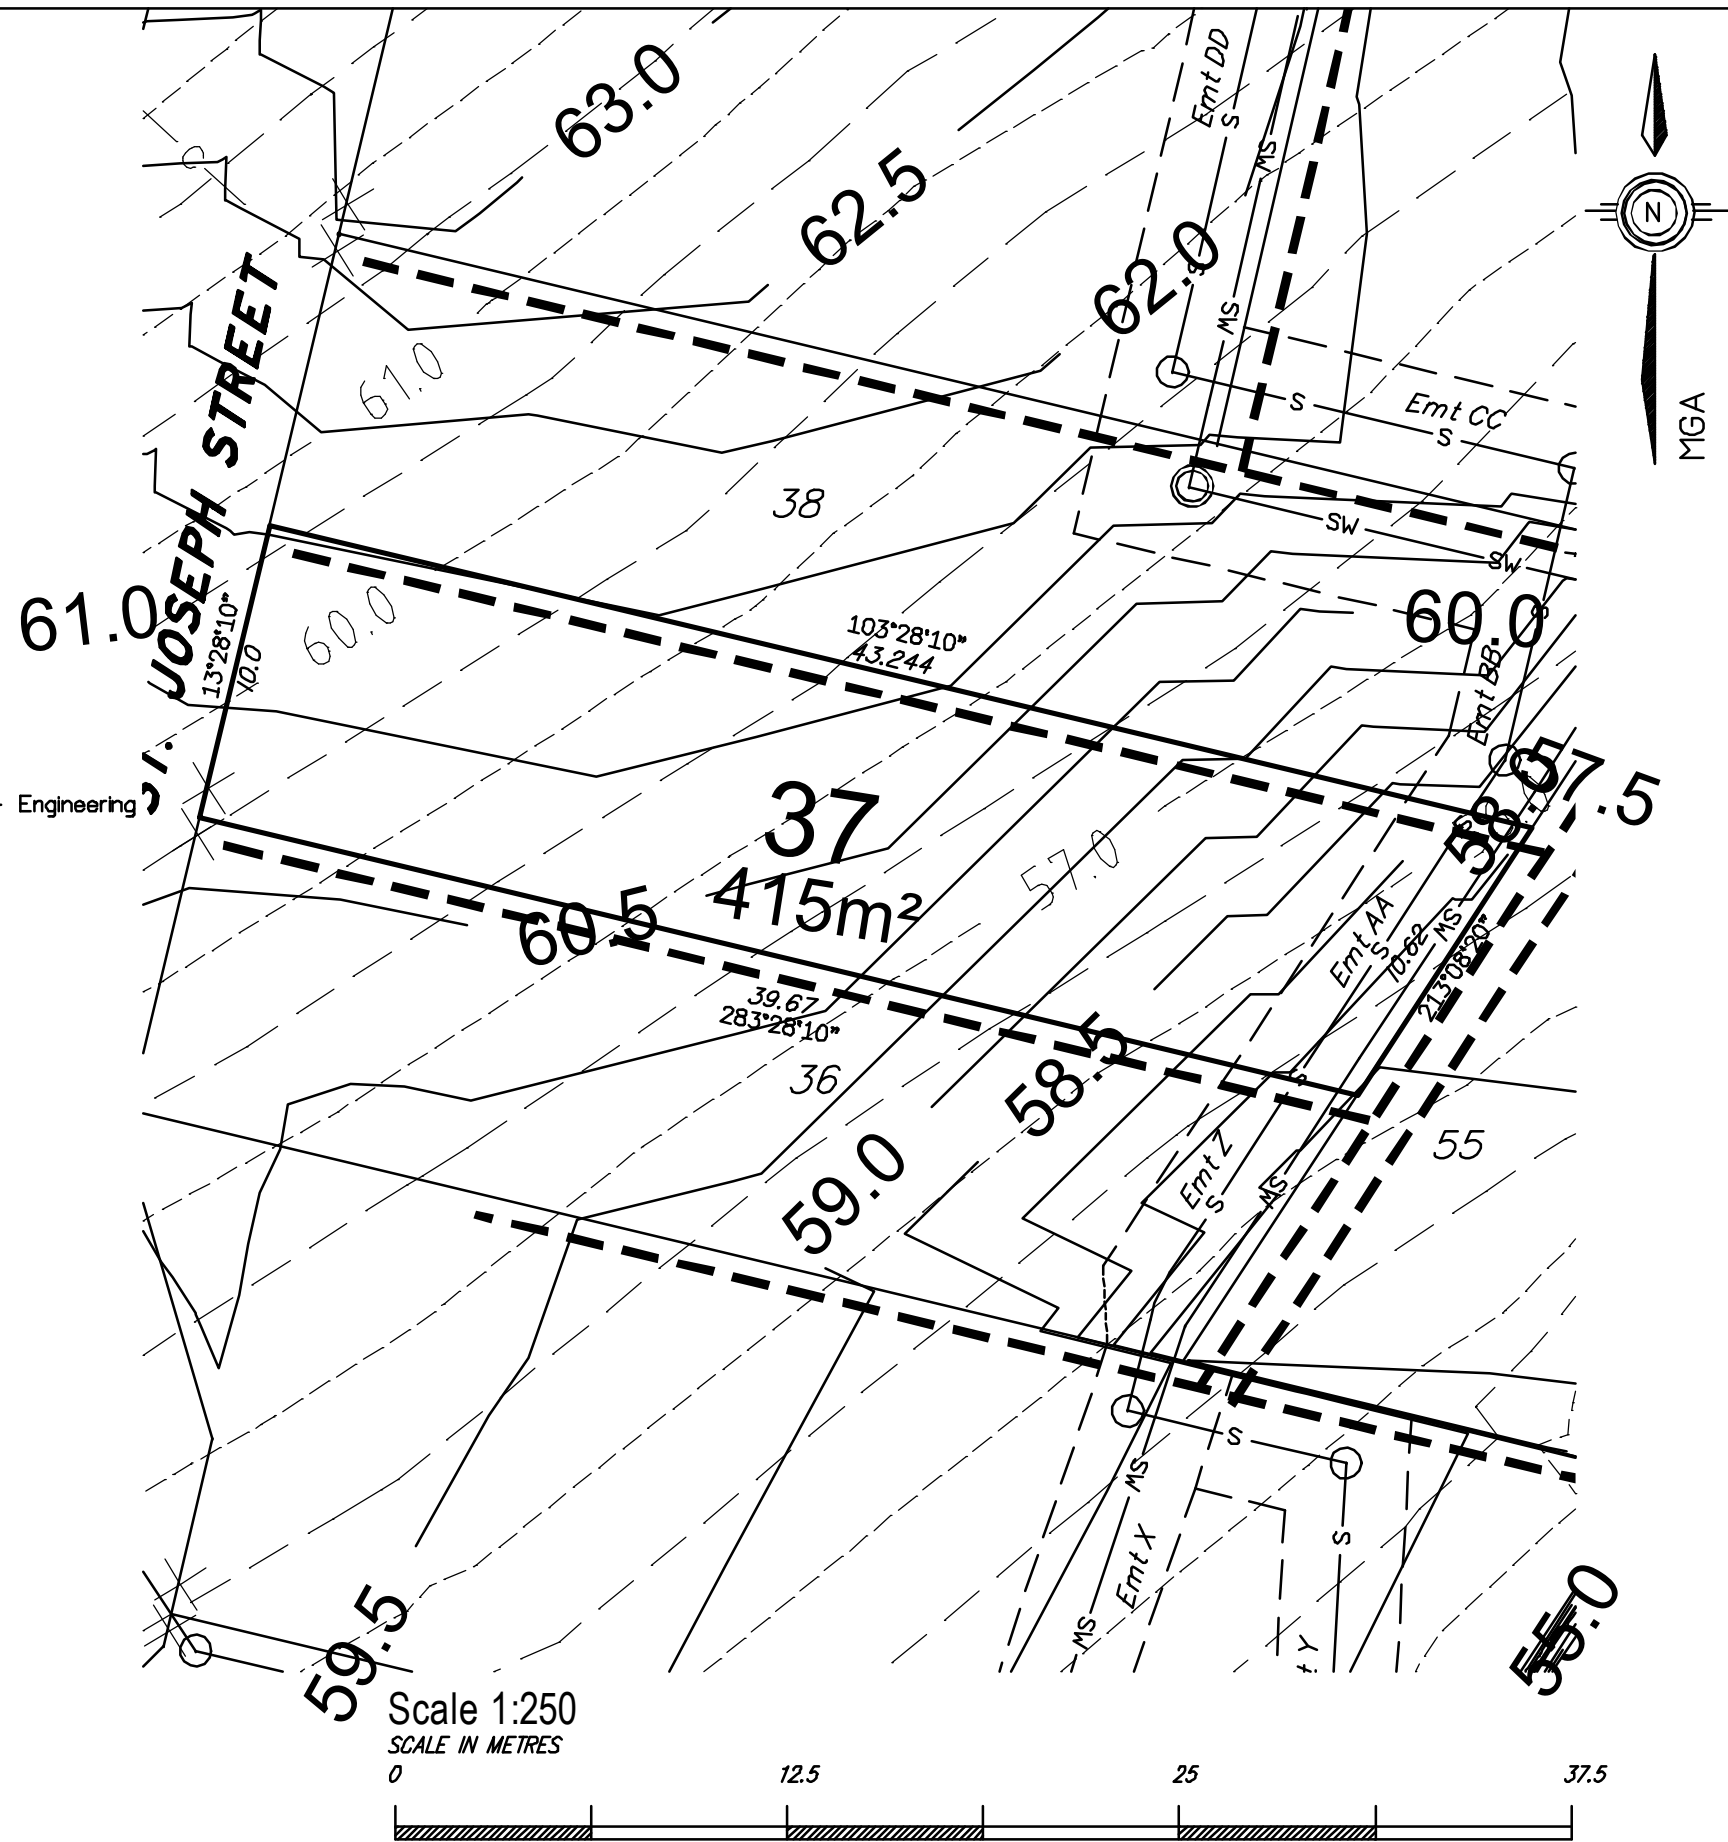 Emt DD
S
MS
63.0
62.5
62.0
S
MS
N
MGA
61.0
Emt CC
S
S
JOSEPH STREET
38
SW
SW
60.0
61.0
60.0
S
13°28'10"
10.0
103°28'10"
43.244
Emt BB
ST.
Engineering
37
415m²
58.0
57.5
57.0
60.5
Emt AA
S
10.62
MS
213°08'20"
39.67
283°28'10"
58.5
36
S
55
Emt Z
S
MS
59.0
S
MS
S
Emt X
MS
t Y
59.5
55.0
Scale 1:250
SCALE IN METRES
0 12.5 25 37.5